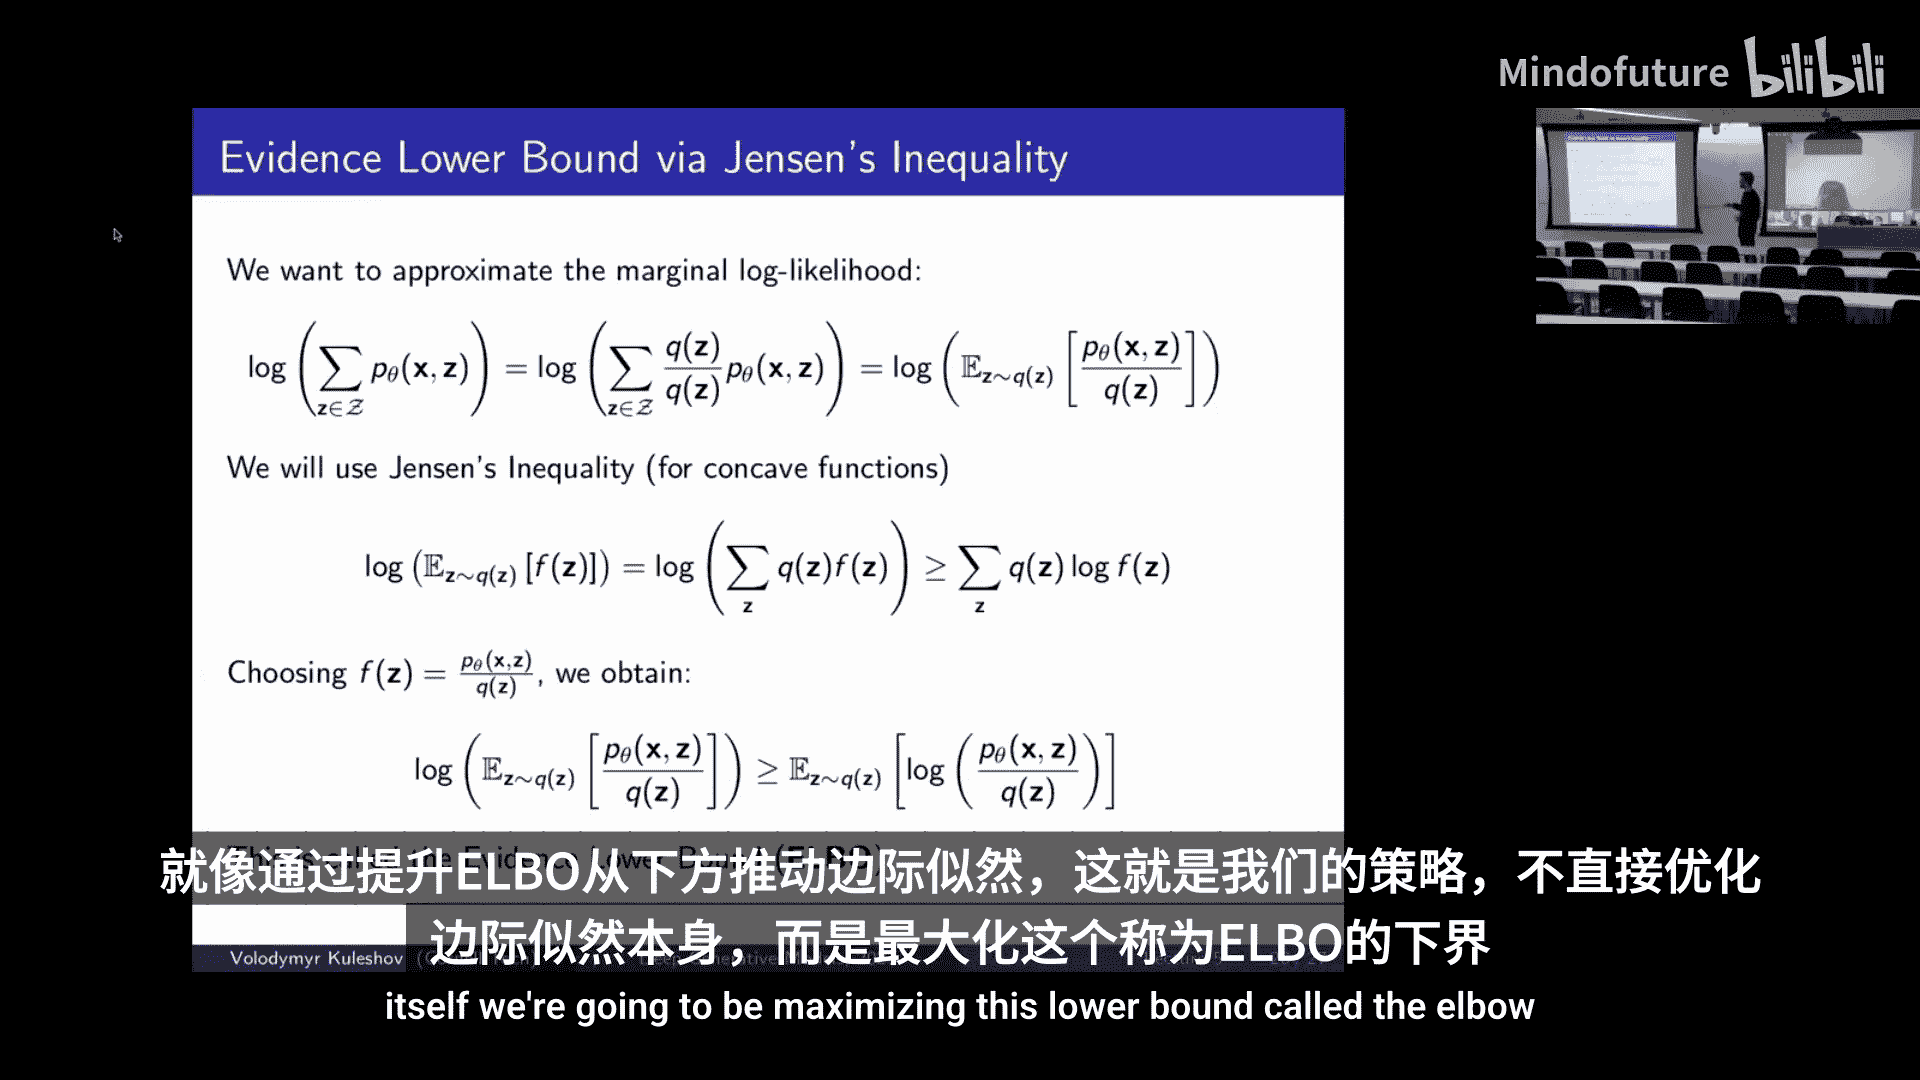 Mindofuture bilibili
Evidence Lower Bound via Jensen's Inequality
We want to approximate the marginal log-likelihood:
log (∑_{z∈Z} p_θ(x, z)) = log (∑_{z∈Z} q(z)/q(z) p_θ(x, z)) = log (𝔼_{z∼q(z)} [p_θ(x, z)/q(z)])
We will use Jensen's Inequality (for concave functions)
log (𝔼_{z∼q(z)} [f(z)]) = log (∑_z q(z)f(z)) ≥ ∑_z q(z) log f(z)
Choosing f(z) = p_θ(x,z)/q(z), we obtain:
log (𝔼_{z∼q(z)} [p_θ(x, z)/q(z)]) ≥ 𝔼_{z∼q(z)} [log (p_θ(x, z)/q(z))]
就像通过提升ELBO从下方推动边际似然，这就是我们的策略，不直接优化
边际似然本身，而是最大化这个称为ELBO的下界
Volodymyr Kuleshov
itself we're going to be maximizing this lower bound called the elbow